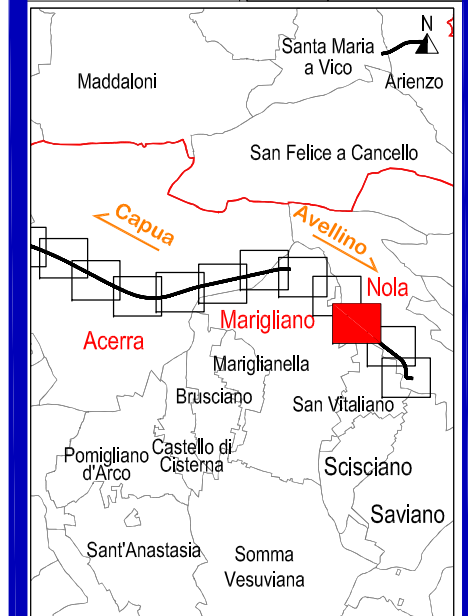 N
Santa Maria
a Vico
Maddaloni
Arienzo
San Felice a Cancello
Capua
Avellino
Nola
Marigliano
Acerra
Mariglianella
Brusciano
San Vitaliano
Castello di
Cisterna
Pomigliano
d'Arco
Scisciano
Saviano
Sant'Anastasia
Somma
Vesuviana